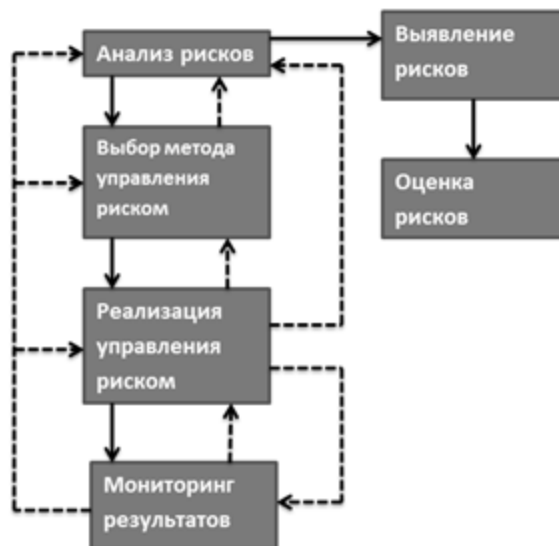 Анализ рисков
Выявление
рисков
Выбор метода
управления
риском
Оценка
рисков
Реализация
управления
риском
Мониторинг
результатов